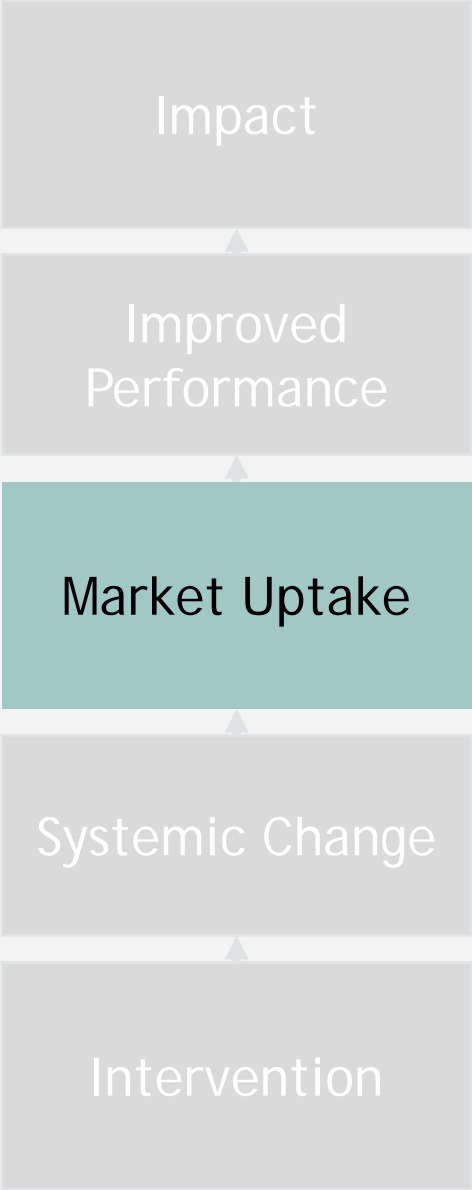 Impact
Improved
Performance
Market Uptake
Systemic Change
Intervention